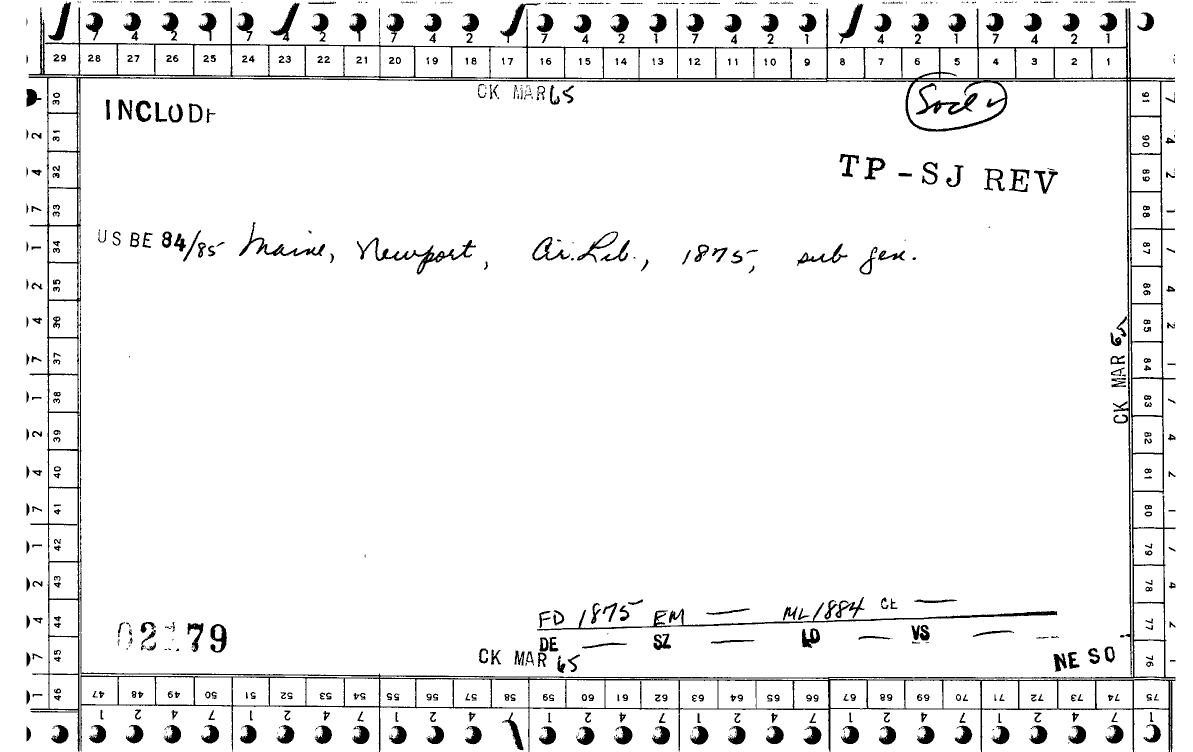 7 4 2 1 7 4 2 1 7 4 2 1 7 4 2 1 7 4 2 1 7 4 2 1 7 4 2 1
29 28 27 26 25 24 23 22 21 20 19 18 17 16 15 14 13 12 11 10 9 8 7 6 5 4 3 2 1
CK MAR 65
INCLUDE
Socl ✓
TP - SJ REV
US BE 84/85 Maine, Newport, Cir. Lib., 1875, sub gen.
30 31 32 33 34 35 36 37 38 39 40 41 42 43 44 45 46
91 90 89 88 87 86 85 84 83 82 81 80 79 78 77 76
CK MAR 65
FD 1875 EM — ML 1884 CE —
DE — SZ — LD — VS —
02179
CK MAR 65
NE SO
47 48 49 50 51 52 53 54 55 56 57 58 59 60 61 62 63 64 65 66 67 68 69 70 71 72 73 74 75
1 2 4 7 1 2 4 7 1 2 4 7 1 2 4 7 1 2 4 7 1 2 4 7 1 2 4 7